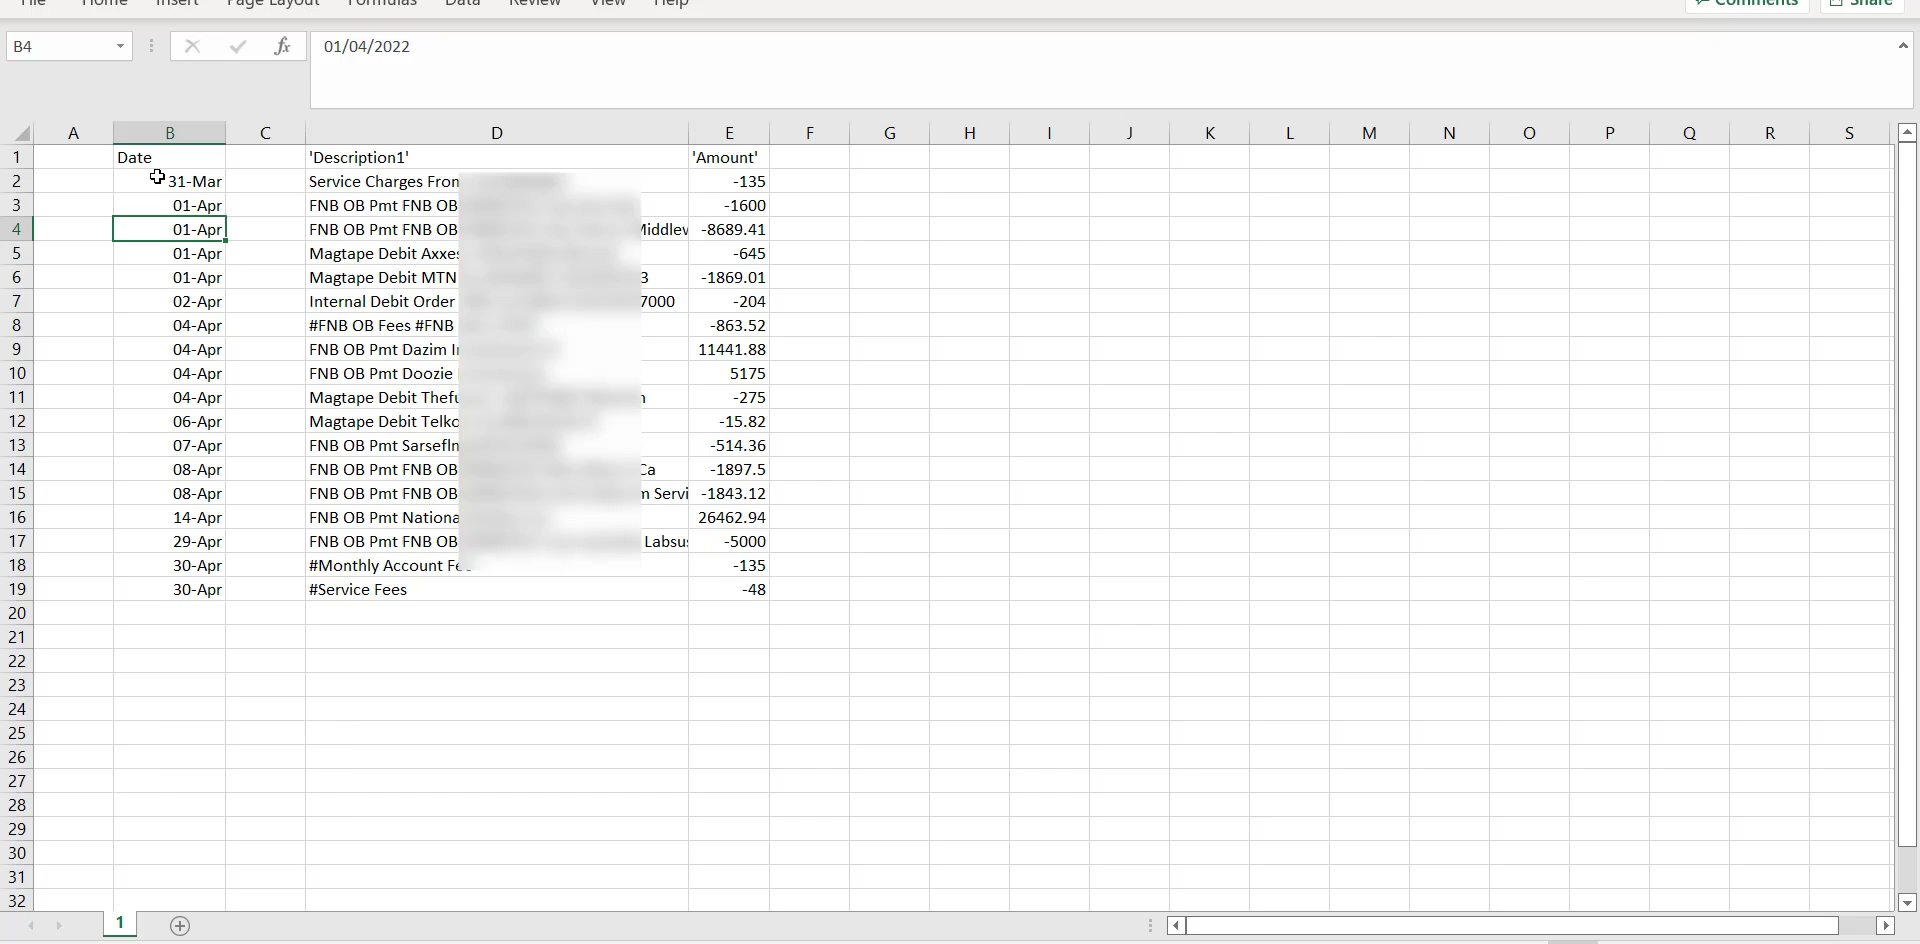 File Home Insert Page Layout Formulas Data Review View Help Comments Share
B4 fx 01/04/2022
A B C D E F G H I J K L M N O P Q R S
1 Date 'Description1' 'Amount'
2 31-Mar Service Charges From -135
3 01-Apr FNB OB Pmt FNB OB -1600
4 01-Apr FNB OB Pmt FNB OB -8689.41
5 01-Apr Magtape Debit -645
6 01-Apr Magtape Debit MTN 3 -1869.01
7 02-Apr Internal Debit Order 7000 -204
8 04-Apr #FNB OB Fees #FNB -863.52
9 04-Apr FNB OB Pmt Dazim 11441.88
10 04-Apr FNB OB Pmt Doozie 5175
11 04-Apr Magtape Debit -275
12 06-Apr Magtape Debit -15.82
13 07-Apr FNB OB Pmt -514.36
14 08-Apr FNB OB Pmt FNB OB Ca -1897.5
15 08-Apr FNB OB Pmt FNB OB Servi -1843.12
16 14-Apr FNB OB Pmt 26462.94
17 29-Apr FNB OB Pmt FNB OB Labsu -5000
18 30-Apr #Monthly Account -135
19 30-Apr #Service Fees -48
20
21
22
23
24
25
26
27
28
29
30
31
32
1